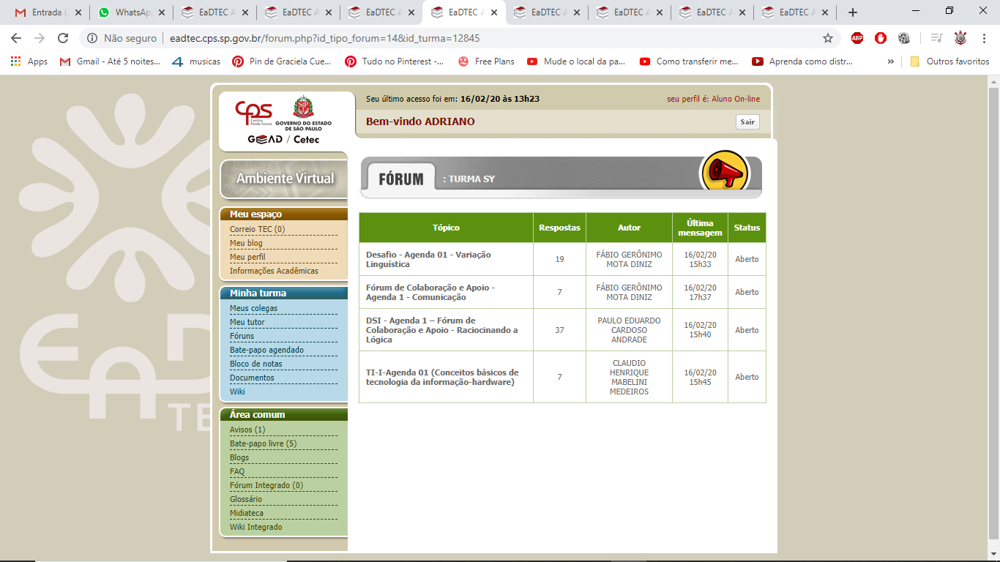 Entrada (
WhatsApp
EaDTEC A
EaDTEC A
EaDTEC A
EaDTEC A
EaDTEC A
EaDTEC A
EaDTEC A
EaDTEC A
Não seguro
eadtec.cps.sp.gov.br/forum.php?id_tipo_forum=14&id_turma=12845
ABP
Apps
Gmail - Até 5 noites...
musicas
Pin de Graciela Cue...
Tudo no Pinterest -...
Free Plans
Mude o local da pa...
Como transferir me...
Aprenda como distr...
»
Outros favoritos
EaD
TE
cps
Centro
Paula Souza
GOVERNO DO ESTADO
DE SÃO PAULO
GEEAD / Cetec
Seu último acesso foi em: 16/02/20 às 13h23
seu perfil é: Aluno On-line
Bem-vindo ADRIANO
Sair
Ambiente Virtual
Meu espaço
Correio TEC (0)
Meu blog
Meu perfil
Informações Acadêmicas
Minha turma
Meus colegas
Meu tutor
Fóruns
Bate-papo agendado
Bloco de notas
Documentos
Wiki
Área comum
Avisos (1)
Bate-papo livre (5)
Blogs
FAQ
Fórum Integrado (0)
Glossário
Midiateca
Wiki Integrado
FÓRUM
: TURMA SY
Tópico
Respostas
Autor
Última
mensagem
Status
Desafio - Agenda 01 - Variação
Linguística
19
FÁBIO GERÔNIMO
MOTA DINIZ
16/02/20
15h33
Aberto
Fórum de Colaboração e Apoio -
Agenda 1 - Comunicação
7
FÁBIO GERÔNIMO
MOTA DINIZ
16/02/20
17h37
Aberto
DSI - Agenda 1 – Fórum de
Colaboração e Apoio - Raciocinando a
Lógica
37
PAULO EDUARDO
CARDOSO
ANDRADE
16/02/20
15h40
Aberto
TI-I-Agenda 01 (Conceitos básicos de
tecnologia da informação-hardware)
7
CLAUDIO
HENRIQUE
MABELINI
MEDEIROS
16/02/20
15h45
Aberto